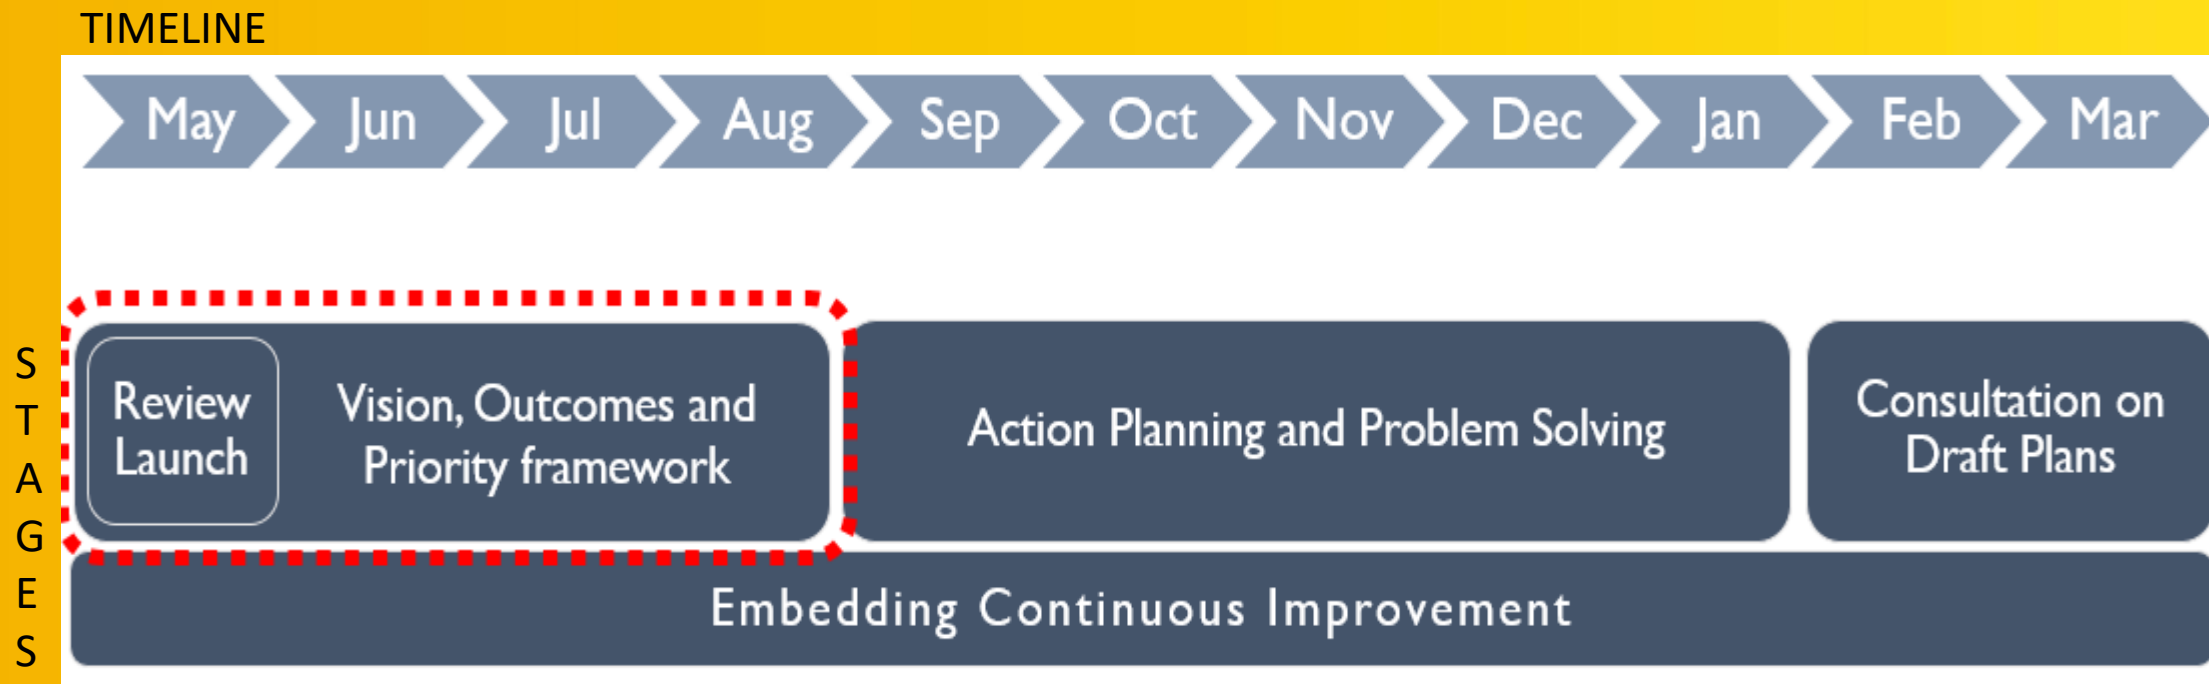 TIMELINE
May Jun Jul Aug Sep Oct Nov Dec Jan Feb Mar
STAGES
Review
Launch
Vision, Outcomes and
Priority framework
Action Planning and Problem Solving
Consultation on
Draft Plans
Embedding Continuous Improvement